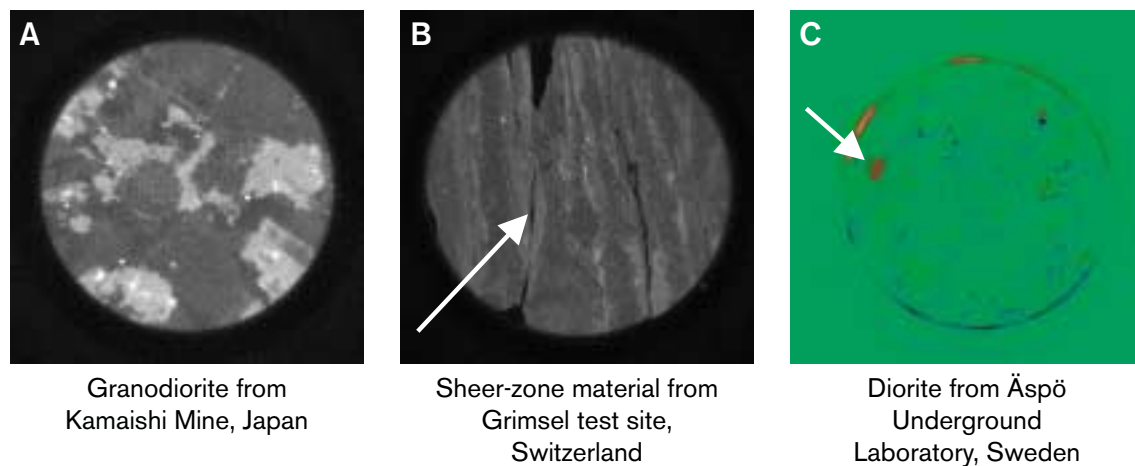 A
B
C
Granodiorite from
Kamaishi Mine, Japan
Sheer-zone material from
Grimsel test site,
Switzerland
Diorite from Äspö
Underground
Laboratory, Sweden